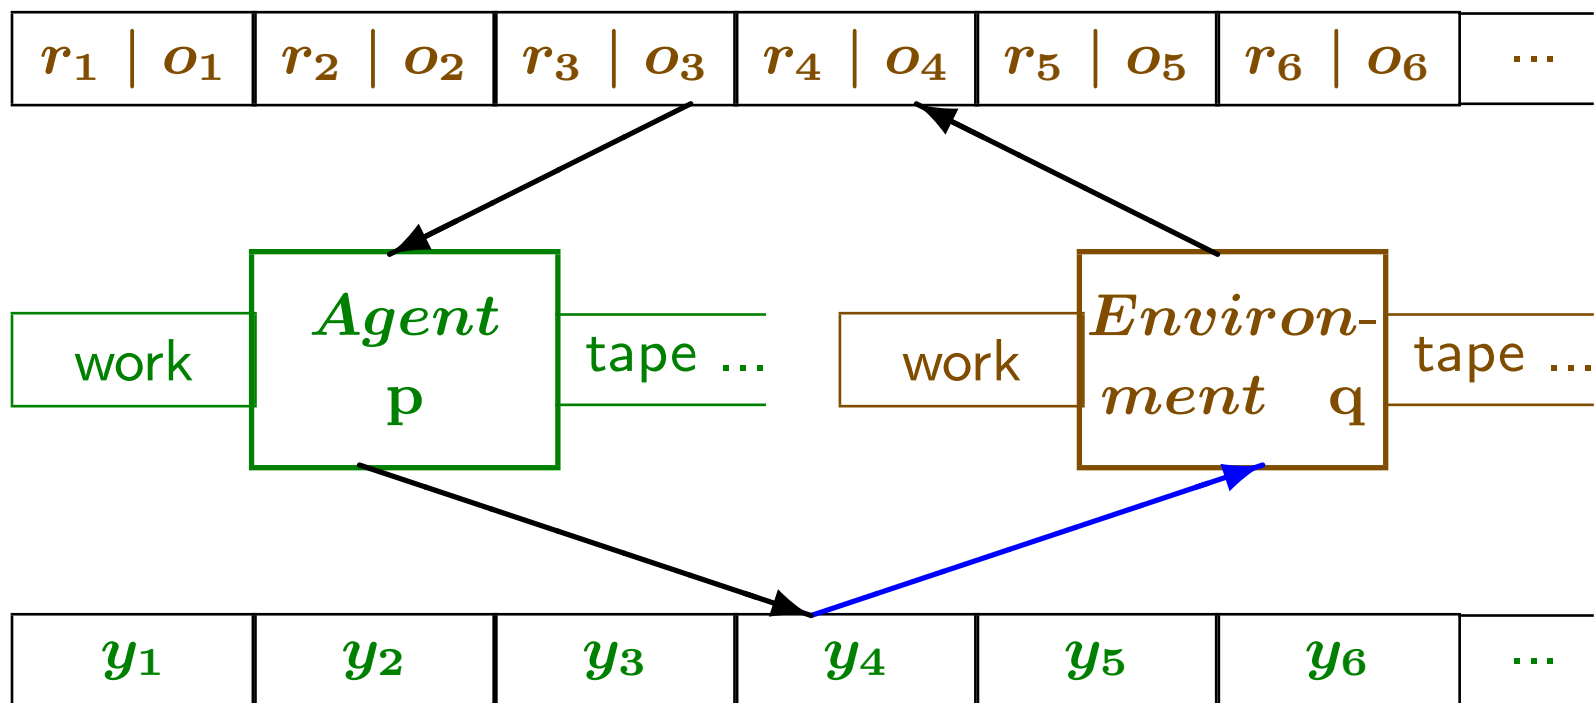 r₁ | o₁ r₂ | o₂ r₃ | o₃ r₄ | o₄ r₅ | o₅ r₆ | o₆ ...
Agent
p
work
tape ...
Environ-
ment q
work
tape ...
y₁ y₂ y₃ y₄ y₅ y₆ ...